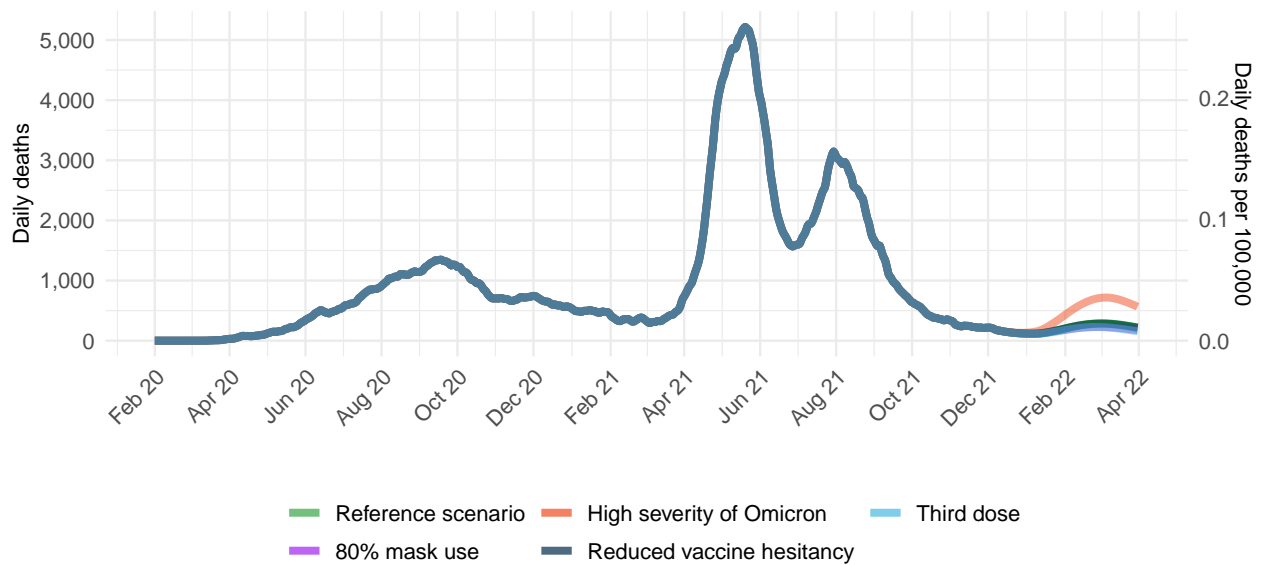 5,000
4,000
3,000
2,000
1,000
0
Daily deaths
0.2
0.1
0.0
Daily deaths per 100,000
Feb 20
Apr 20
Jun 20
Aug 20
Oct 20
Dec 20
Feb 21
Apr 21
Jun 21
Aug 21
Oct 21
Dec 21
Feb 22
Apr 22
Reference scenario
High severity of Omicron
Third dose
80% mask use
Reduced vaccine hesitancy